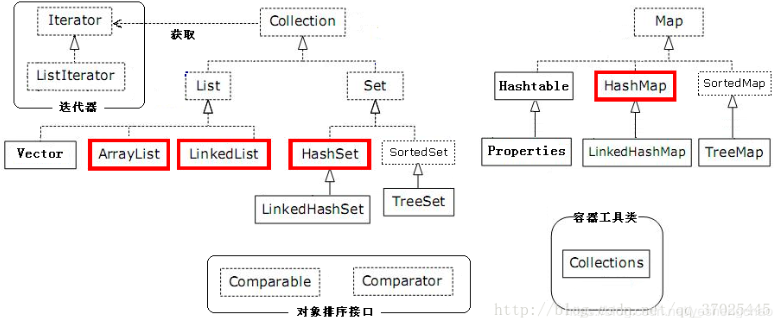 Iterator
获取
Collection
Map
ListIterator
迭代器
List
Set
Hashtable
HashMap
SortedMap
Vector
ArrayList
LinkedList
HashSet
SortedSet
Properties
LinkedHashMap
TreeMap
LinkedHashSet
TreeSet
容器工具类
Collections
Comparable
Comparator
对象排序接口
http://blog.csdn.net/qq_37025445